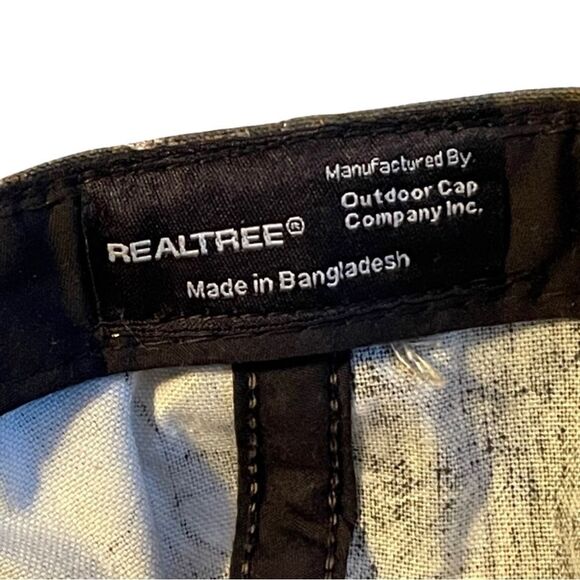 Manufactured By
Outdoor Cap
Company Inc.
REALTREE®
Made in Bangladesh